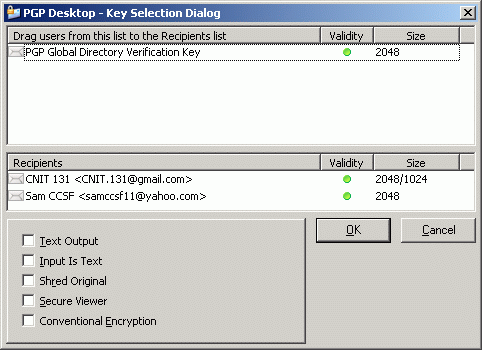 PGP Desktop - Key Selection Dialog
Drag users from this list to the Recipients list Validity Size
PGP Global Directory Verification Key 2048
Recipients Validity Size
CNIT 131 <CNIT.131@gmail.com> 2048/1024
Sam CCSF <samccsf11@yahoo.com> 2048
OK Cancel
Text Output
Input Is Text
Shred Original
Secure Viewer
Conventional Encryption